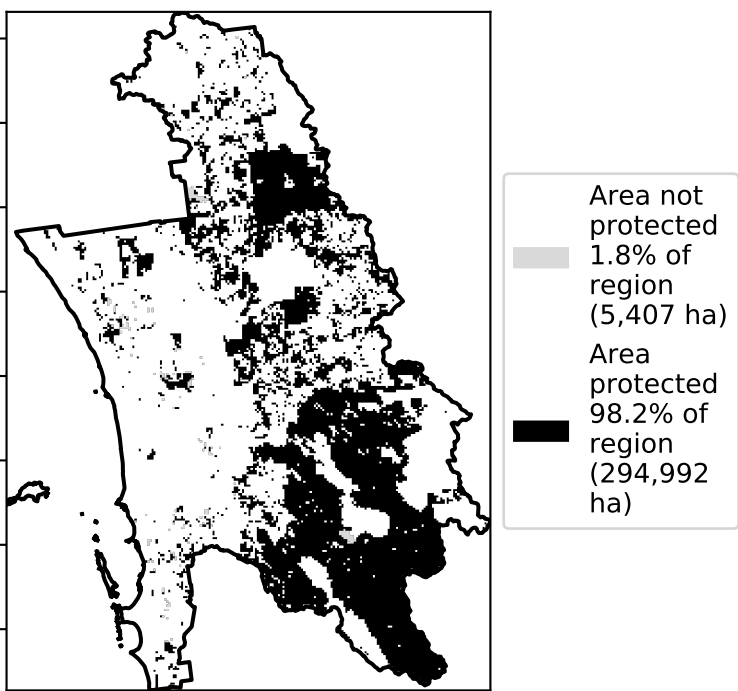 Area not
protected
1.8% of
region
(5,407 ha)
Area
protected
98.2% of
region
(294,992
ha)